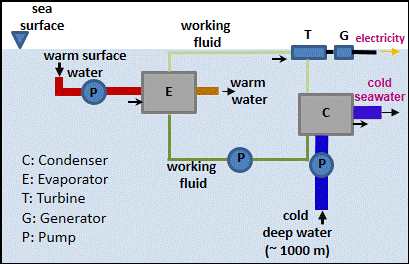 sea
surface
working
fluid
T
G
electricity
warm surface
water
P
E
warm
water
cold
seawater
C
working
fluid
P
P
C: Condenser
E: Evaporator
T: Turbine
G: Generator
P: Pump
cold
deep water
(~ 1000 m)